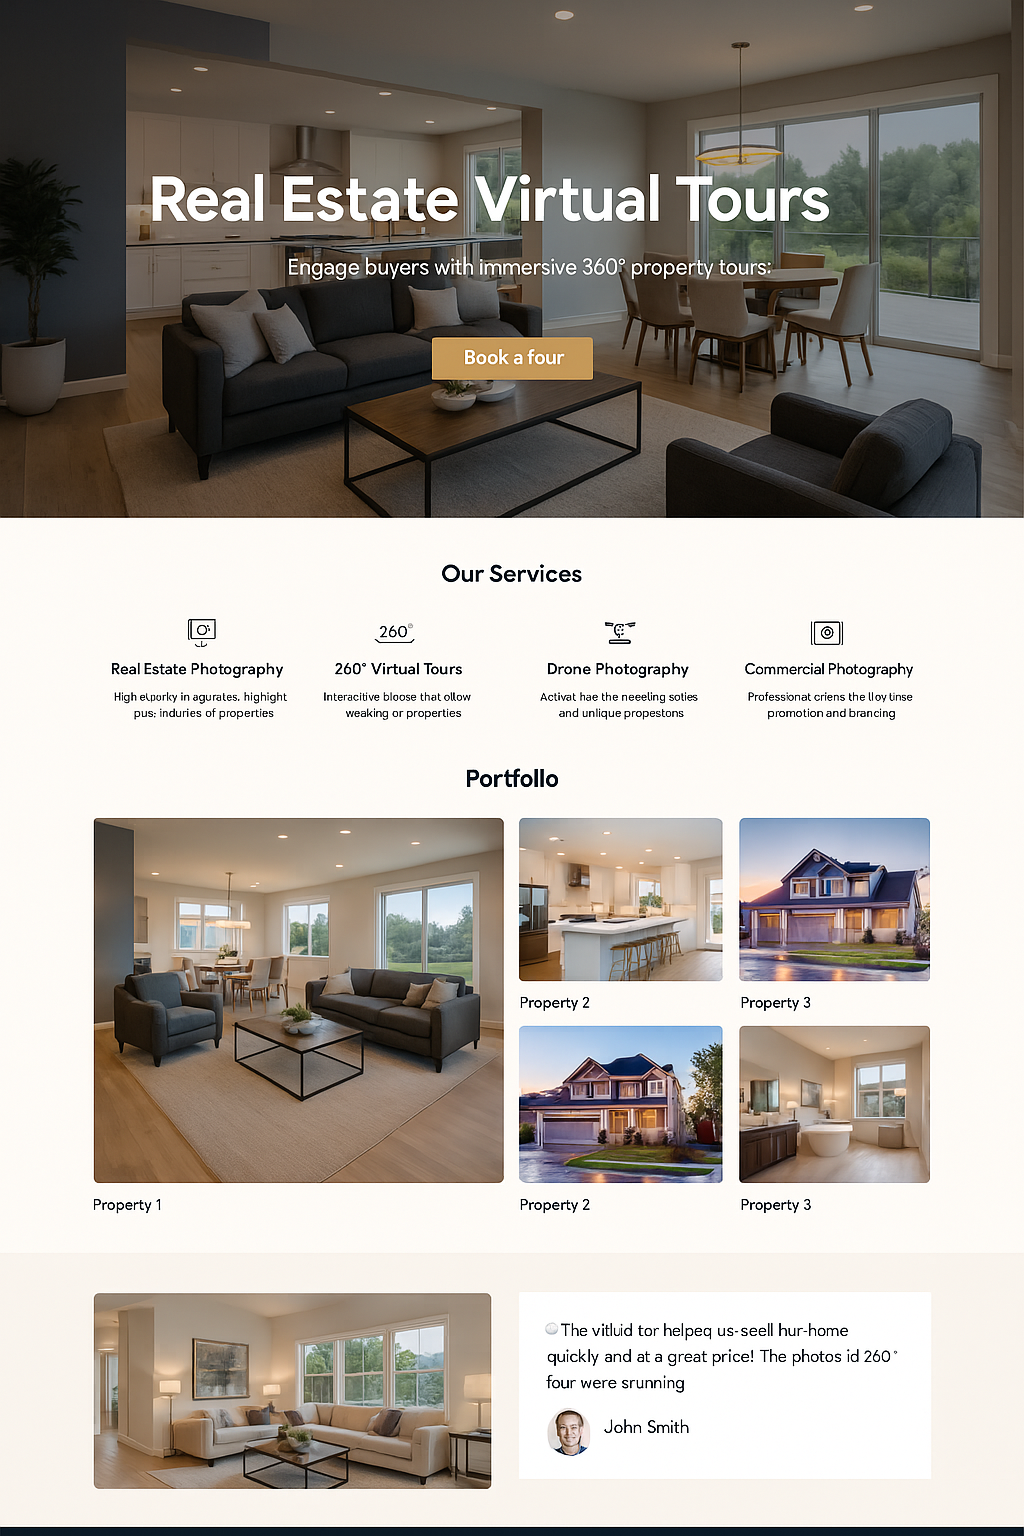 Real Estate Virtual Tours
Engage buyers with immersive 360° property tours:
Book a four
Our Services
260°
Real Estate Photography
High eʟporky in agurates. highight
pus; induries of properties
260° Virtual Tours
Interacitive bloose that ollow
weaking or properties
Drone Photography
Activat hae the neeeling soties
and unlique propestons
Commercial Photography
Professionat criens the lloy tinse
promotion and brancing
Portfollo
Property 1
Property 2
Property 3
Property 2
Property 3
The vitluid tor helpeq us-seell hur-home
quickly and at a great price! The photos id 260°
four were srunning
John Smith